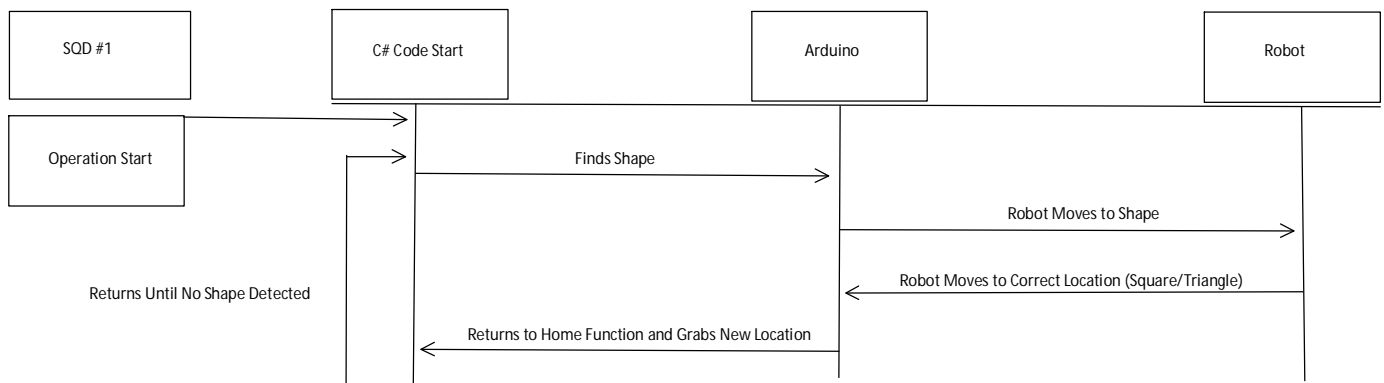 SQD #1
C# Code Start
Arduino
Robot
Operation Start
Finds Shape
Robot Moves to Shape
Robot Moves to Correct Location (Square/Triangle)
Returns Until No Shape Detected
Returns to Home Function and Grabs New Location